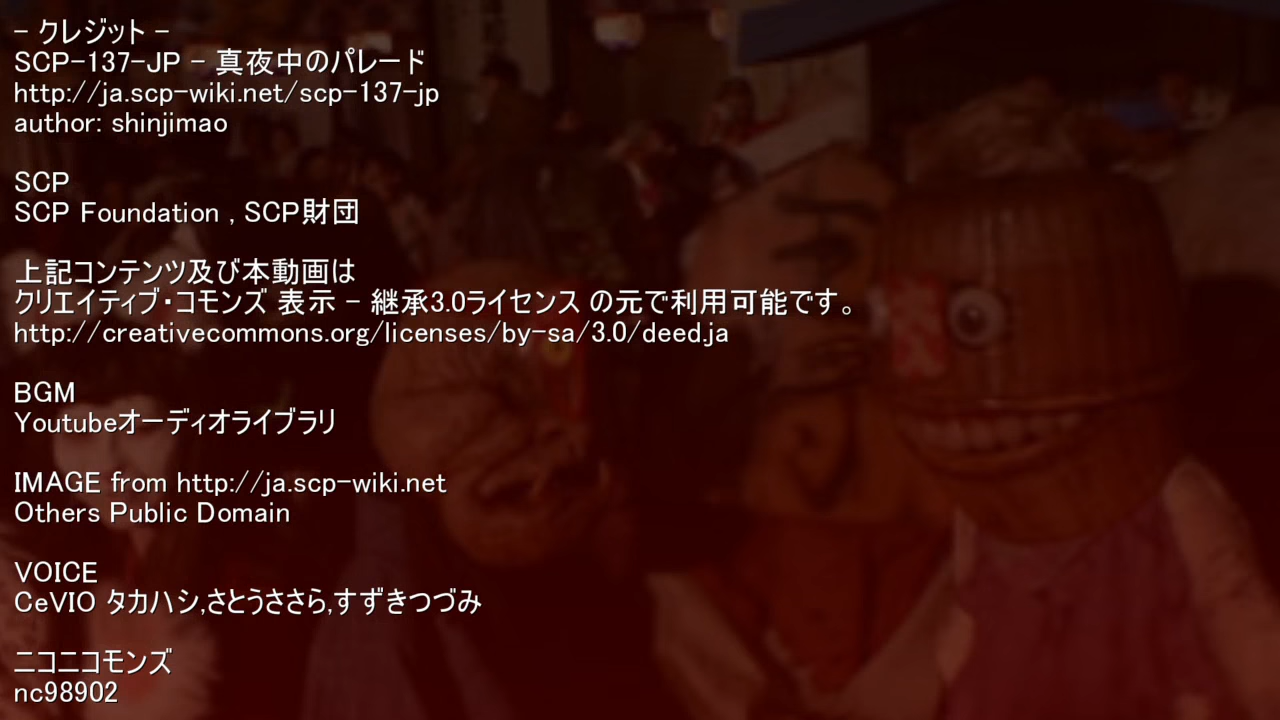 - クレジット -
SCP-137-JP - 真夜中のパレード
http://ja.scp-wiki.net/scp-137-jp
author: shinjimao
SCP
SCP Foundation , SCP財団
上記コンテンツ及び本動画は
クリエイティブ・コモンズ 表示 - 継承3.0ライセンス の元で利用可能です。
http://creativecommons.org/licenses/by-sa/3.0/deed.ja
BGM
Youtubeオーディオライブラリ
IMAGE from http://ja.scp-wiki.net
Others Public Domain
VOICE
CeVIO タカハシ,さとうささら,すずきつづみ
ニコニコモンズ
nc98902